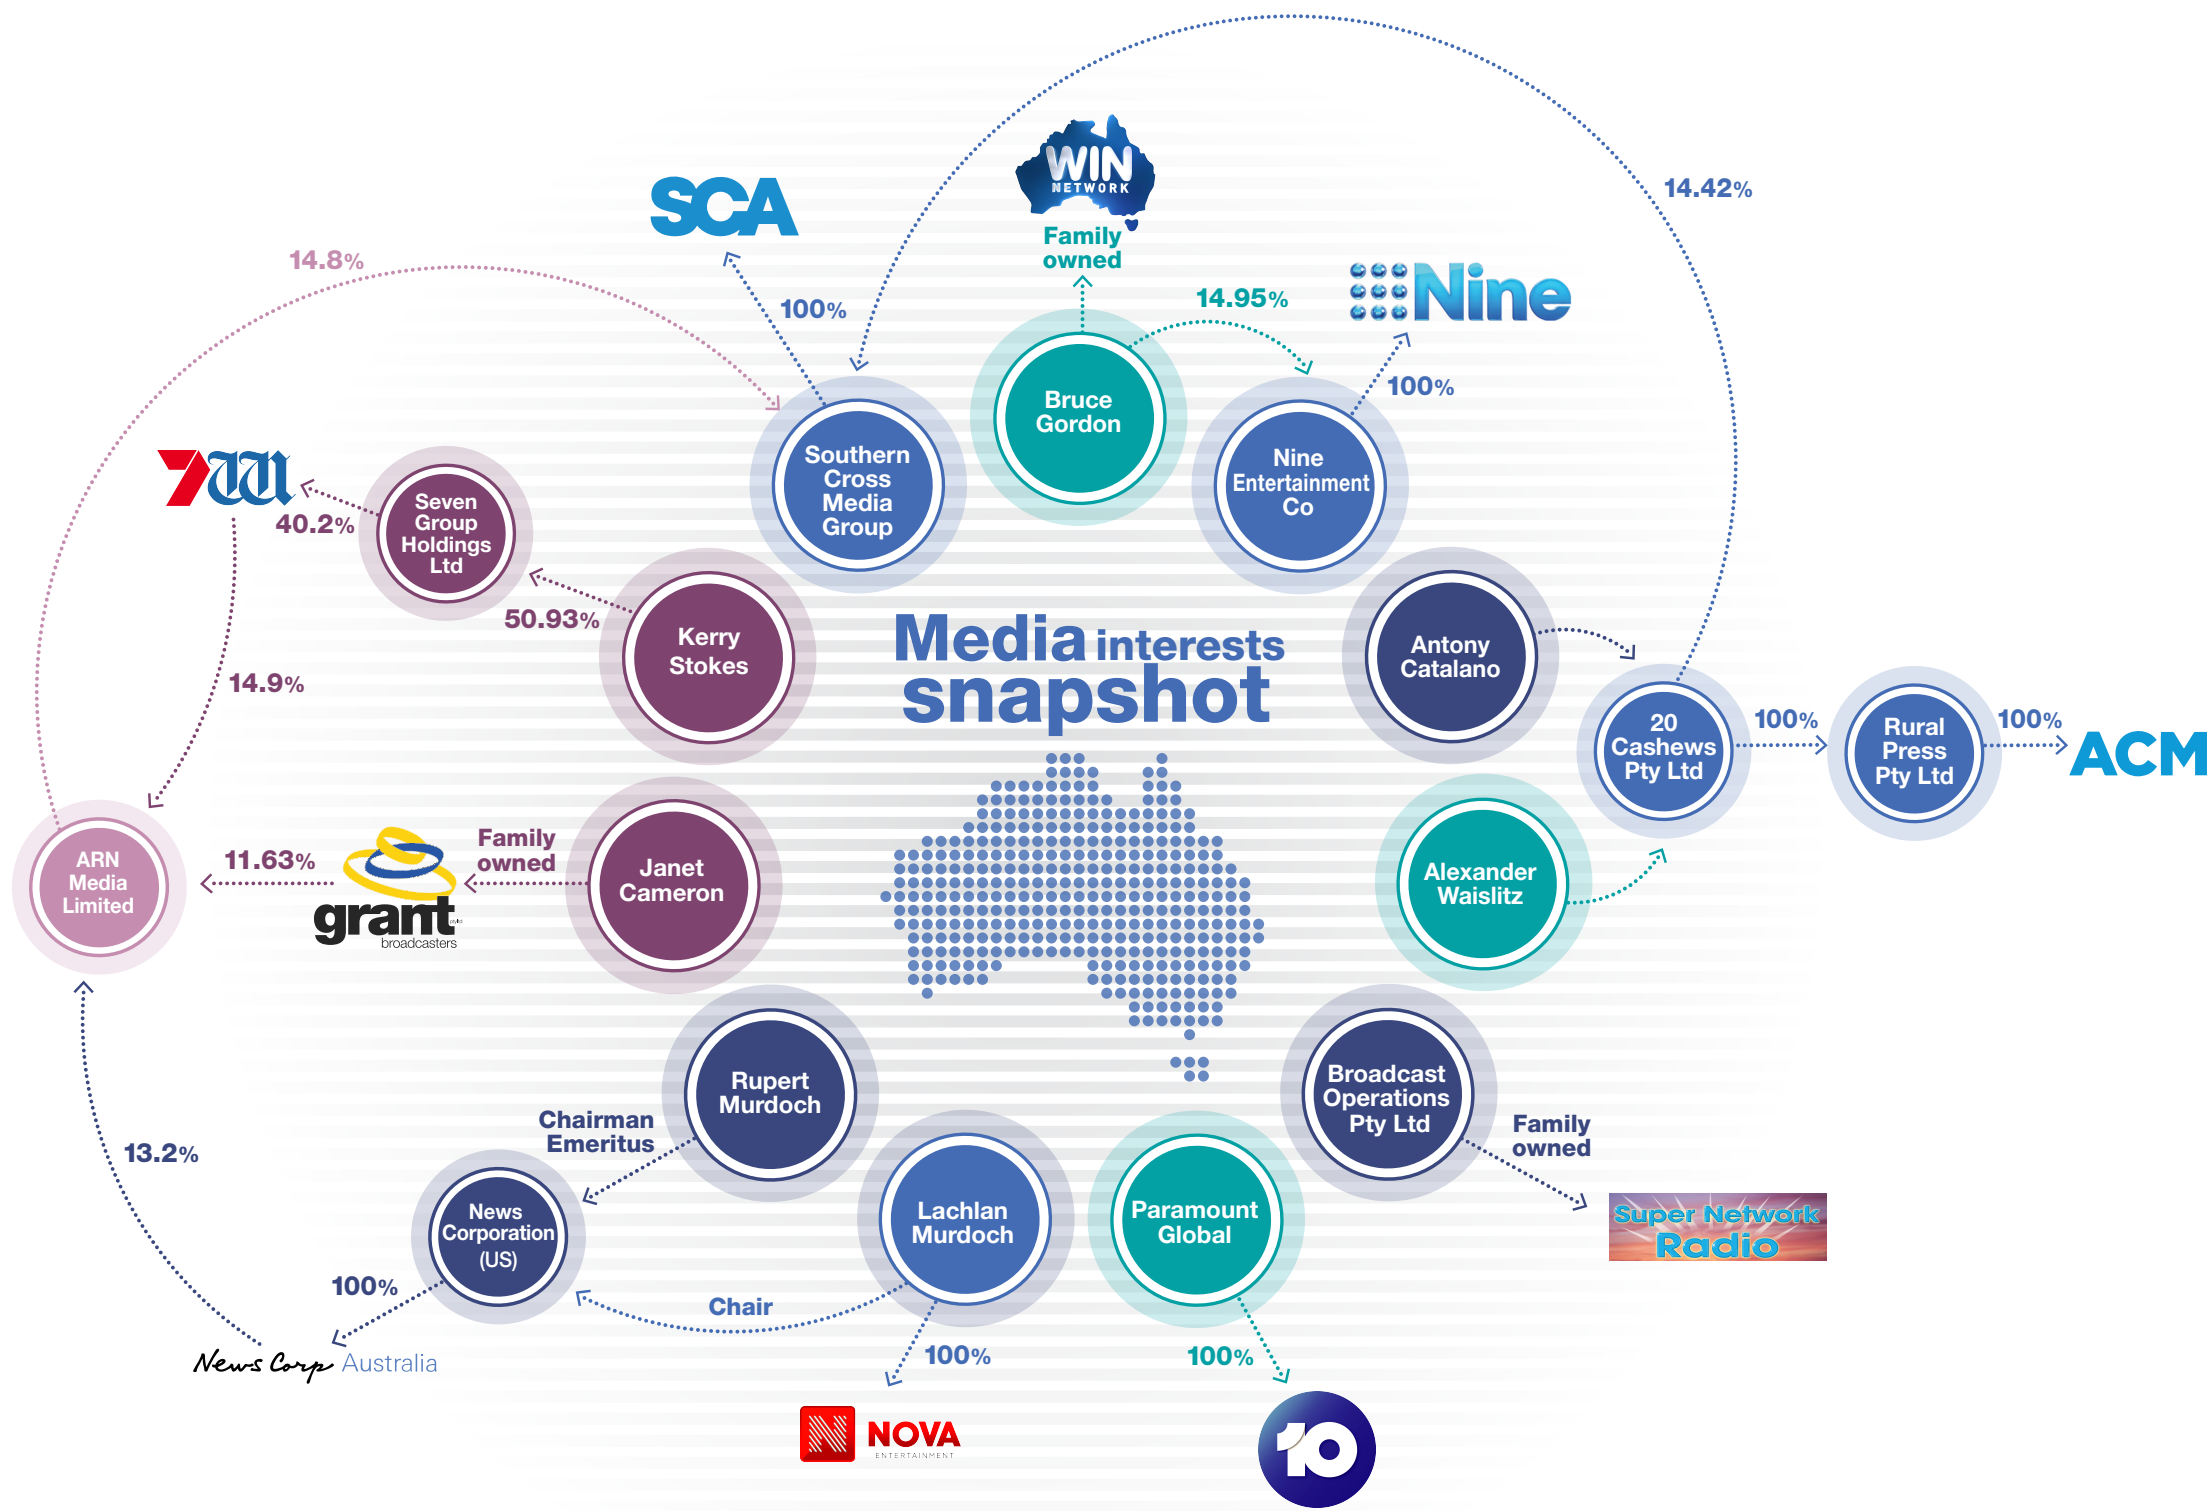 14.42%
WIN
NETWORK
SCA
Family
owned
14.8%
14.95%
Nine
100%
100%
Bruce
Gordon
Southern
Cross
Media
Group
Nine
Entertainment
Co
7
40.2%
Seven
Group
Holdings
Ltd
50.93%
Kerry
Stokes
Media interests
snapshot
Antony
Catalano
14.9%
20
Cashews
Pty Ltd
100%
Rural
Press
Pty Ltd
100%
ACM
ARN
Media
Limited
11.63%
grant
broadcasters
Family
owned
Janet
Cameron
Alexander
Waislitz
Rupert
Murdoch
Broadcast
Operations
Pty Ltd
Chairman
Emeritus
Family
owned
13.2%
News
Corporation
(US)
Lachlan
Murdoch
Paramount
Global
Super Network
Radio
100%
Chair
News Corp Australia
100%
100%
NOVA
ENTERTAINMENT
10